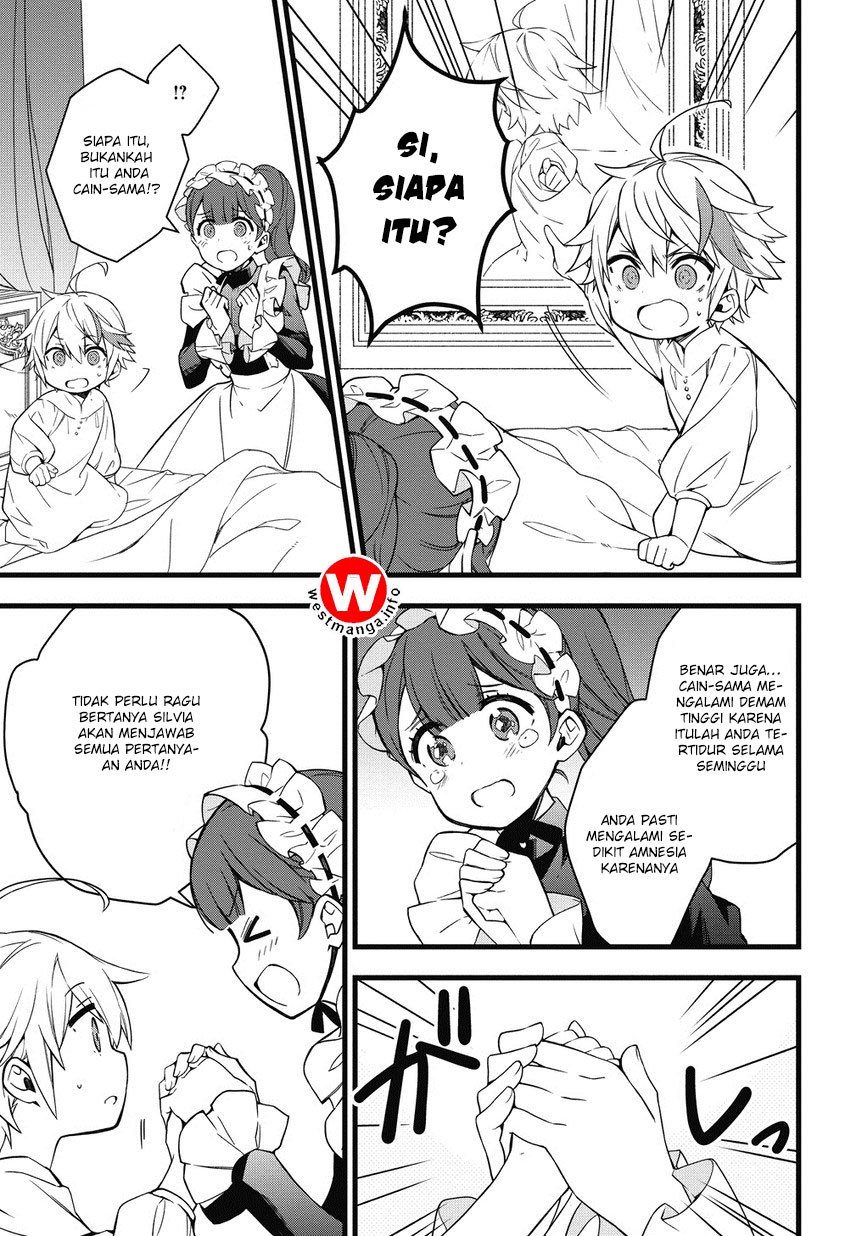 SI,
SIAPA
ITU?
!?
SIAPA ITU,
BUKANKAH
ITU ANDA
CAIN-SAMA!?
W
westmanga.info
BENAR JUGA...
CAIN-SAMA ME-
NGALAMI DEMAM
TINGGI KARENA
ITULAH ANDA TE-
RTIDUR SELAMA
SEMINGGU
ANDA PASTI
MENGALAMI SE-
DIKIT AMNESIA
KARENANYA
ガしっ
TIDAK PERLU RAGU
BERTANYA SILVIA
AKAN MENJAWAB
SEMUA PERTANYA-
AN ANDA!!